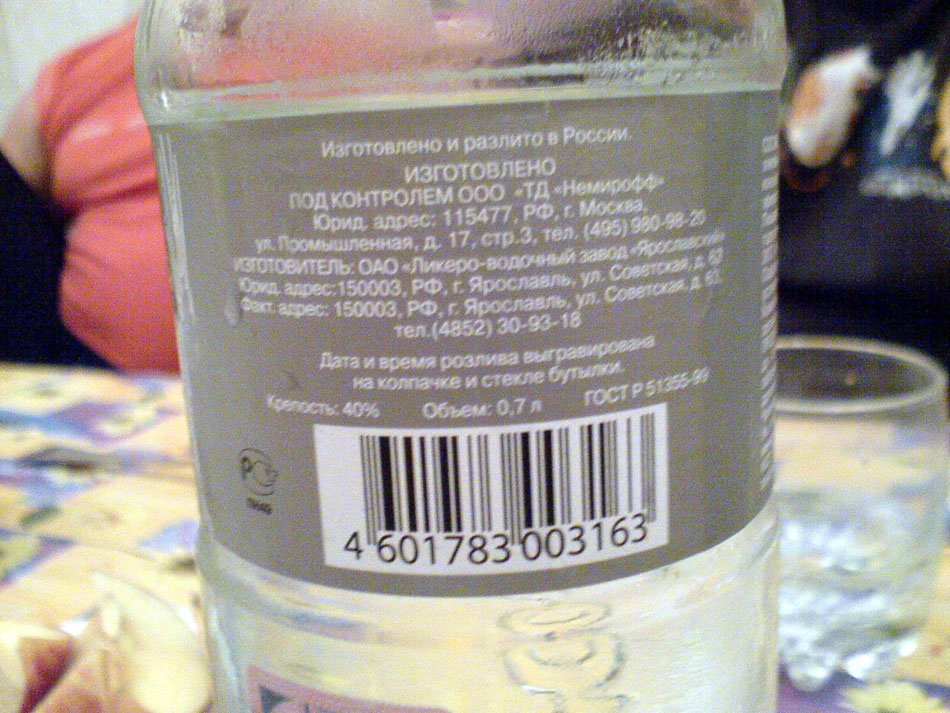 Изготовлено и разлито в России.
ИЗГОТОВЛЕНО
ПОД КОНТРОЛЕМ ООО «ТД «Немирофф»
Юрид. адрес: 115477, РФ, г. Москва,
ул. Промышленная, д. 17, стр.3, тел. (495) 980-98-20
ИЗГОТОВИТЕЛЬ: ОАО «Ликеро-водочный завод «Ярославский»
Юрид. адрес:150003, РФ, г. Ярославль, ул. Советская, д. 63
Факт. адрес: 150003, РФ, г. Ярославль, ул. Советская, д. 63,
тел.(4852) 30-93-18
Дата и время розлива выгравирована
на колпачке и стекле бутылки.
Крепость: 40% Объем: 0,7 л ГОСТ Р 51355-99
4 601783 003163